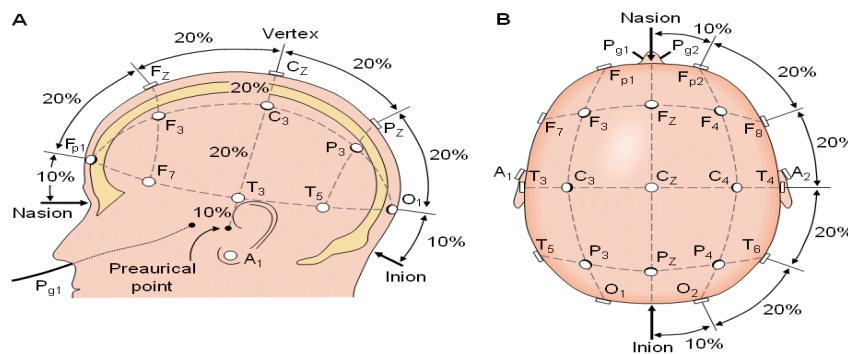 A
20%
Vertex
20%
Fz
Cz
20%
20%
20%
Fp1
F3
C3
Pz
P3
20%
10%
F7
20%
T3
T5
O1
Nasion
10%
10%
A1
Preaurical
point
Inion
Pg1
B
Nasion
10%
Pg1
Pg2
Fp1
Fp2
20%
F7
F3
Fz
F4
F8
20%
A1
T3
C3
Cz
C4
T4
A2
20%
T5
P3
Pz
P4
T6
O1
O2
20%
10%
Inion